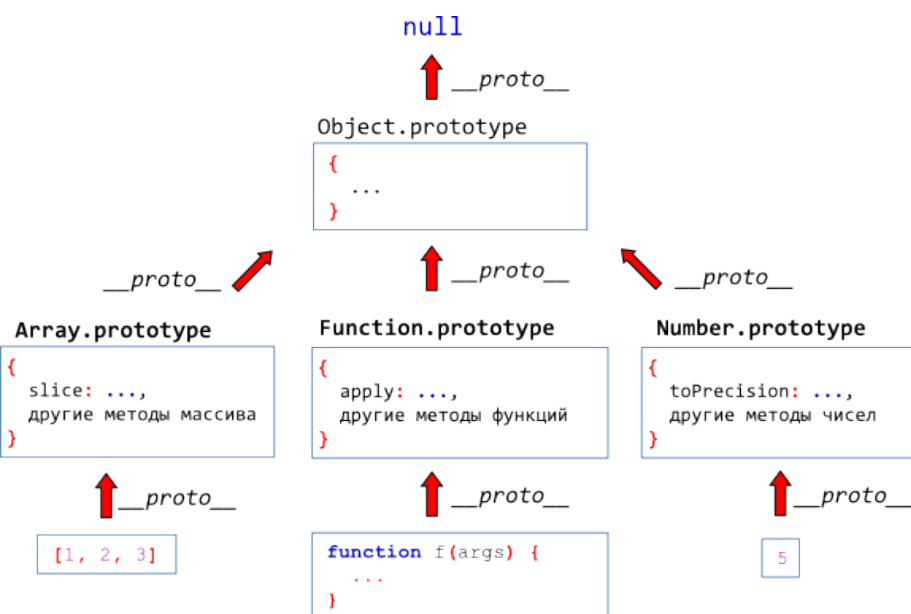 null
__proto__
Object.prototype
{
...
}
__proto__
__proto__
__proto__
Array.prototype
{
slice: ...,
другие методы массива
}
Function.prototype
{
apply: ...,
другие методы функций
}
Number.prototype
{
toPrecision: ...,
другие методы чисел
}
__proto__
__proto__
__proto__
[1, 2, 3]
function f(args) {
...
}
5